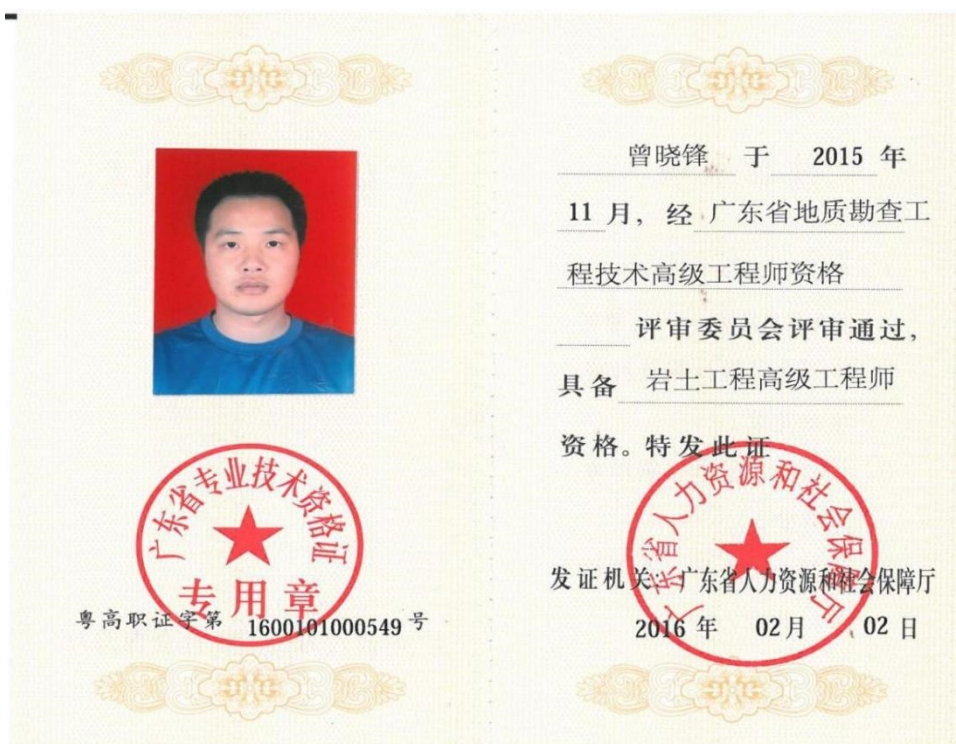 广东省专业技术资格证
专用章
粤高职证字第 1600101000549 号
曾晓锋 于 2015 年
11 月，经 广东省地质勘查工
程技术高级工程师资格
评审委员会评审通过，
具备 岩土工程高级工程师
资格。特发此证
广东省人力资源和社会保障厅
发证机关：广东省人力资源和社会保障厅
2016 年 02 月 02 日